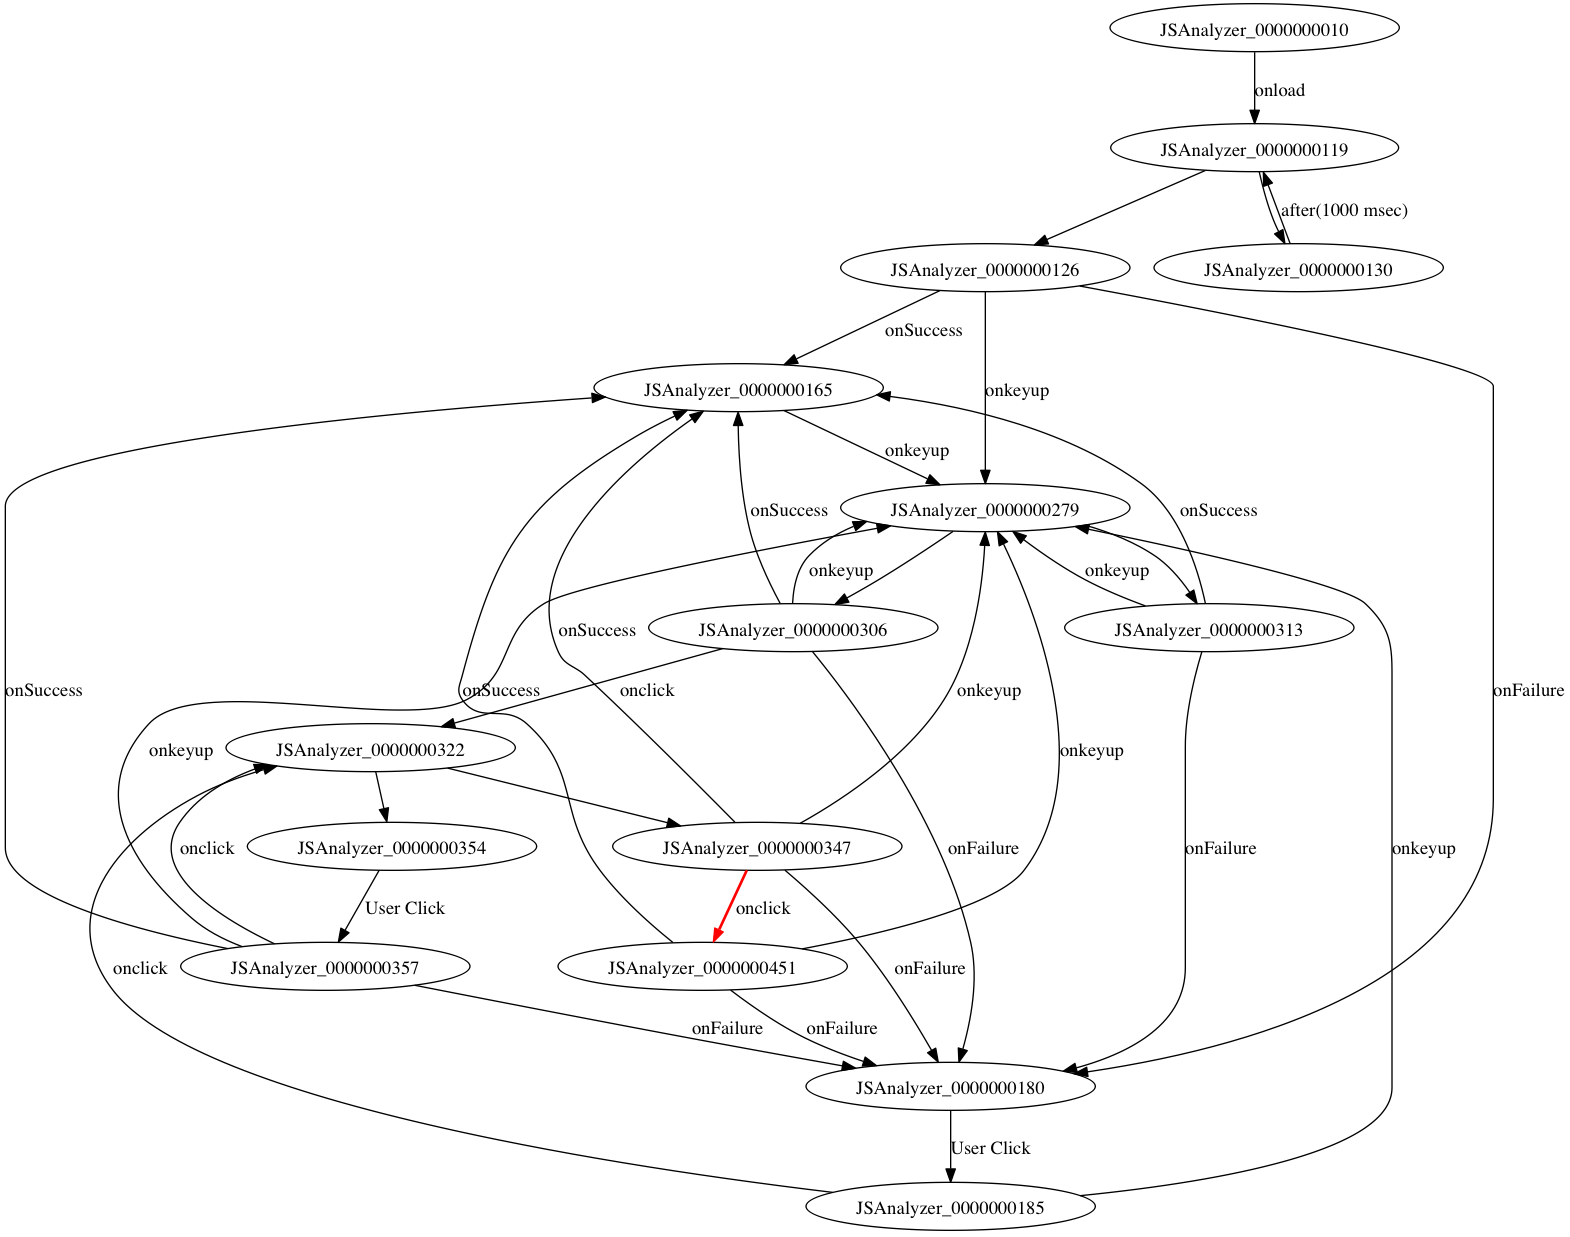 JSAnalyzer_0000000010
onload
JSAnalyzer_0000000119
after(1000 msec)
JSAnalyzer_0000000126
JSAnalyzer_0000000130
onSuccess
JSAnalyzer_0000000165
onkeyup
onkeyup
JSAnalyzer_0000000279
onSuccess
onSuccess
onkeyup
onkeyup
JSAnalyzer_0000000306
JSAnalyzer_0000000313
onSuccess
onSuccess
onSuccess
onclick
onkeyup
onFailure
JSAnalyzer_0000000322
onkeyup
onkeyup
JSAnalyzer_0000000354
JSAnalyzer_0000000347
onclick
onFailure
onFailure
onkeyup
User Click
onclick
JSAnalyzer_0000000357
JSAnalyzer_0000000451
onclick
onFailure
onFailure
onFailure
JSAnalyzer_0000000180
User Click
JSAnalyzer_0000000185